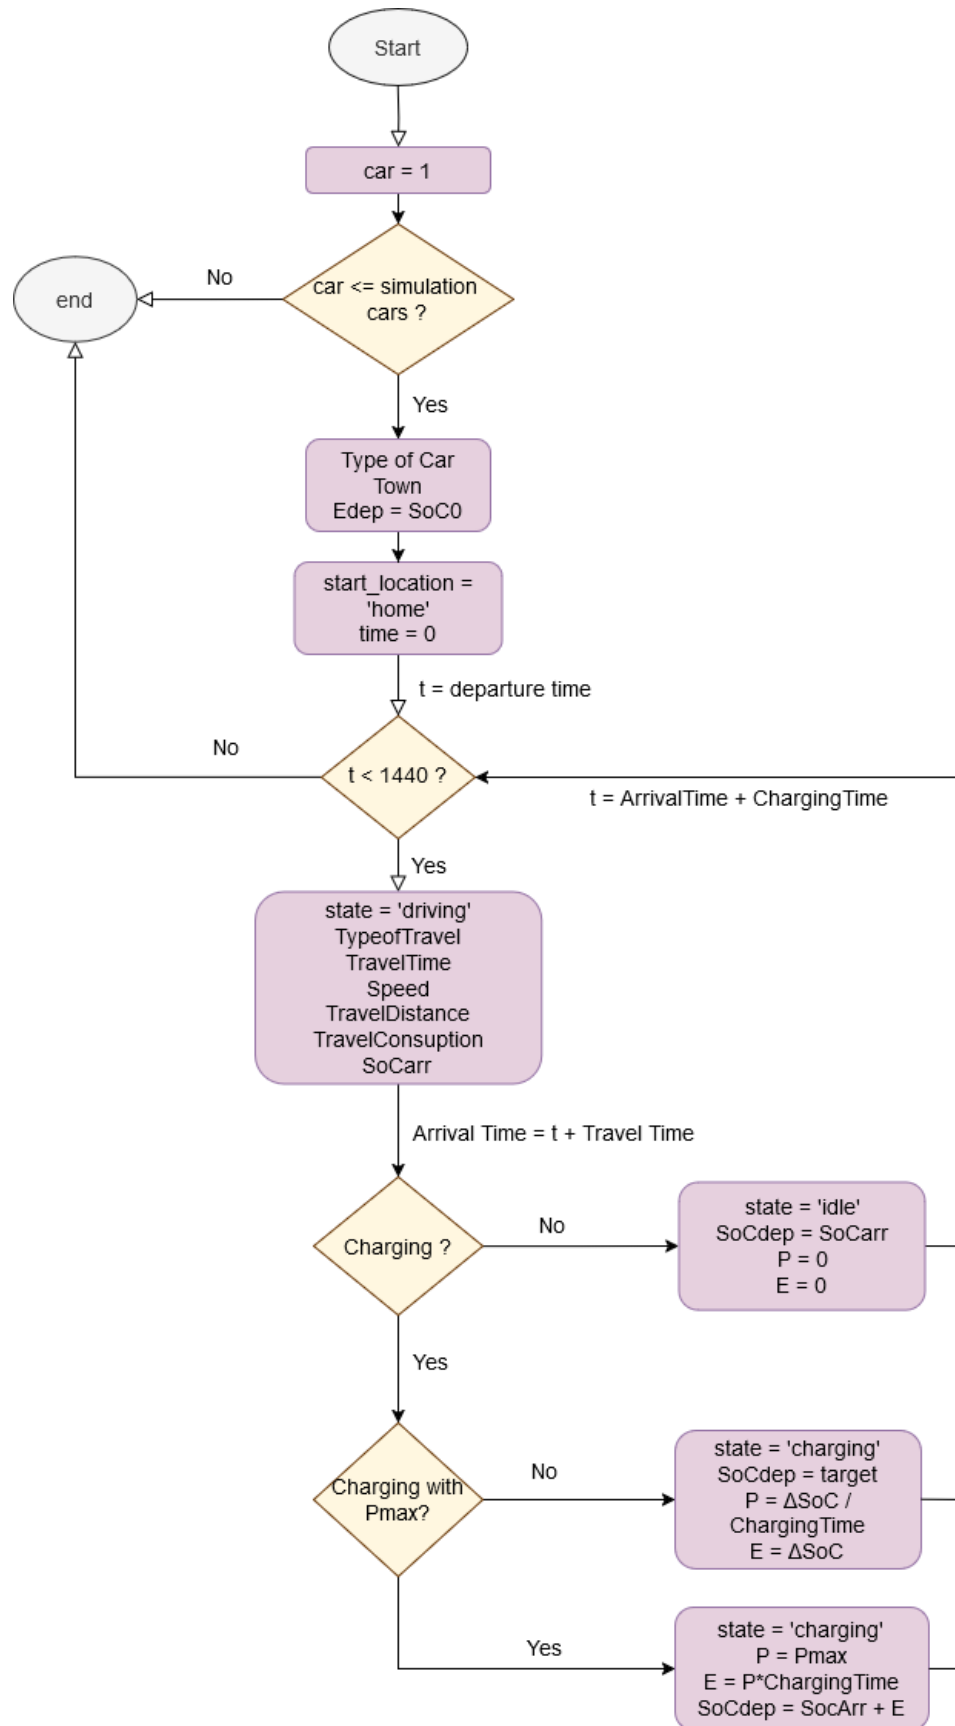 Start
car = 1
car <= simulation
cars ?
No
end
Yes
Type of Car
Town
Edep = SoC0
start_location =
'home'
time = 0
t = departure time
No
t < 1440 ?
t = ArrivalTime + ChargingTime
Yes
state = 'driving'
TypeofTravel
TravelTime
Speed
TravelDistance
TravelConsuption
SoCarr
Arrival Time = t + Travel Time
Charging ?
No
state = 'idle'
SoCdep = SoCarr
P = 0
E = 0
Yes
Charging with
Pmax?
No
state = 'charging'
SoCdep = target
P = ΔSoC /
ChargingTime
E = ΔSoC
Yes
state = 'charging'
P = Pmax
E = P*ChargingTime
SoCdep = SocArr + E